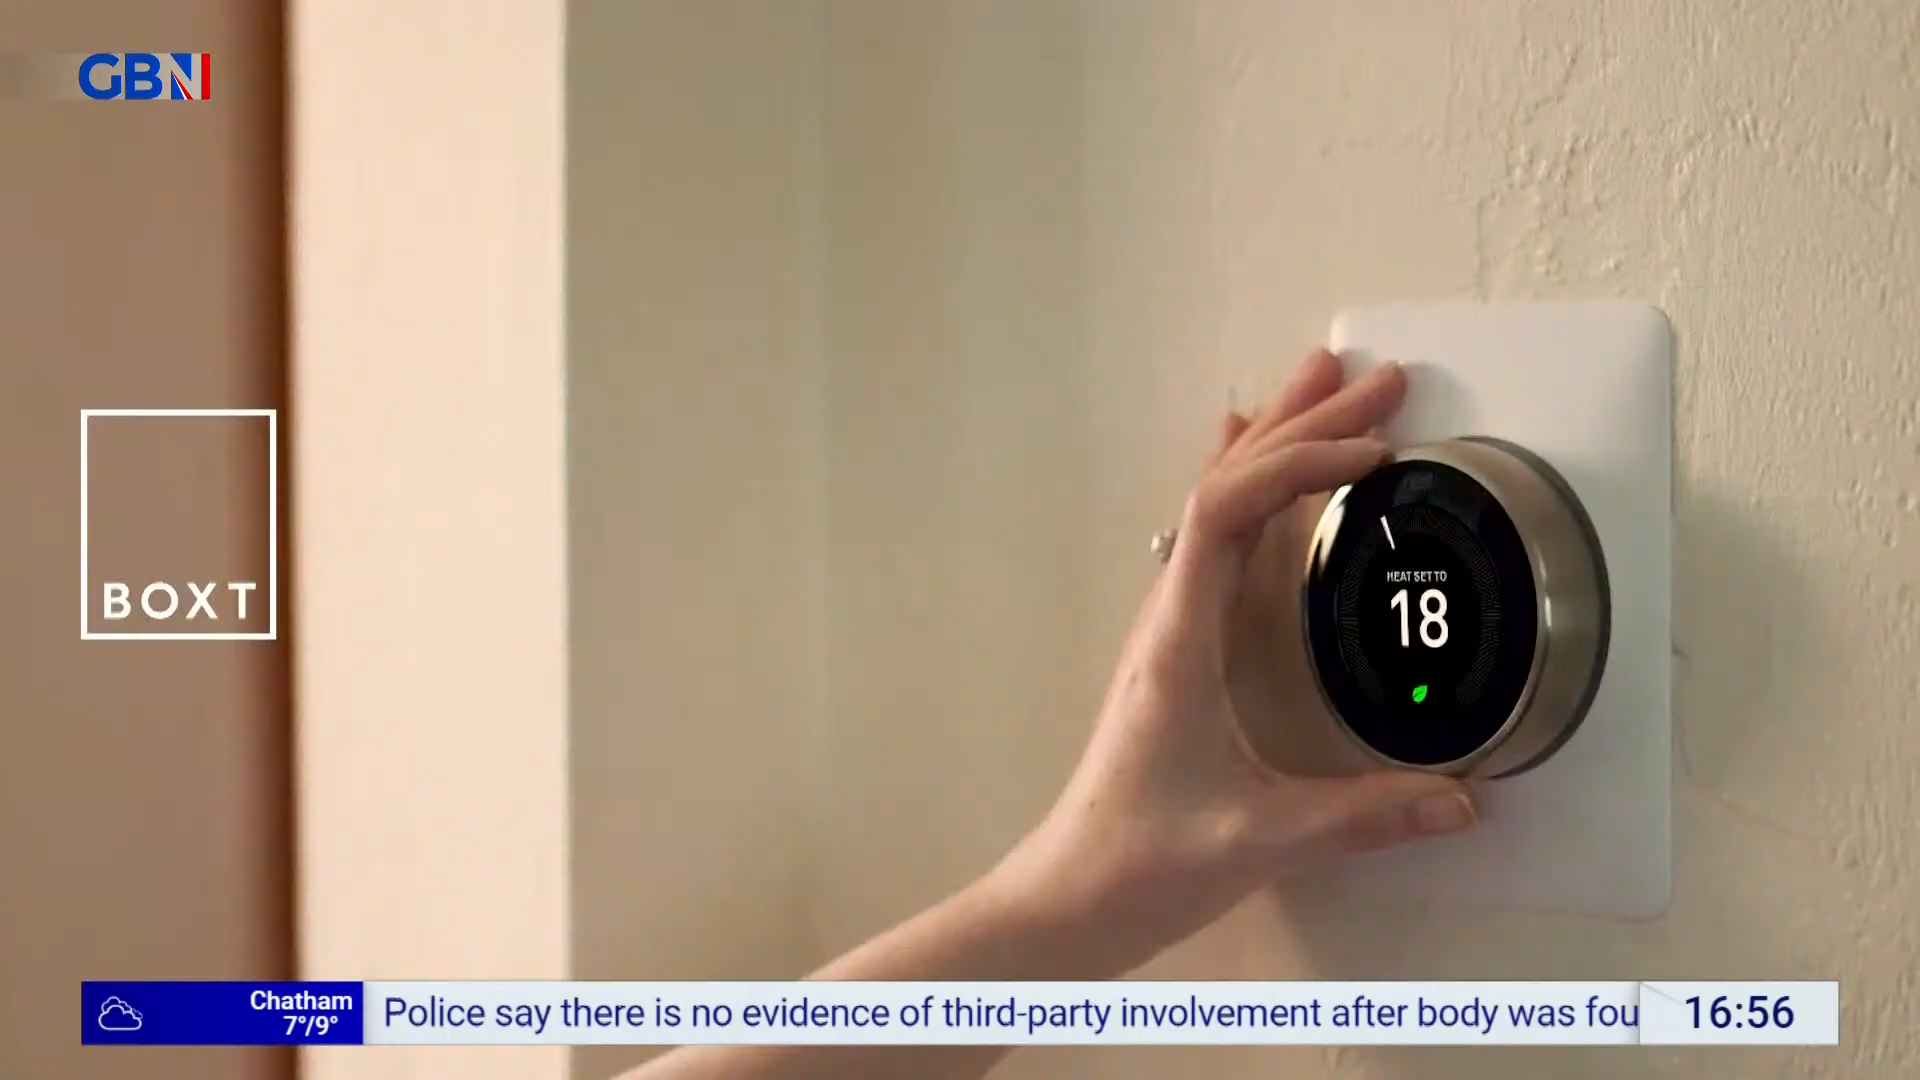 GBN
BOXT
HEAT SET TO
18
Chatham
7°/9°
Police say there is no evidence of third-party involvement after body was fou
16:56